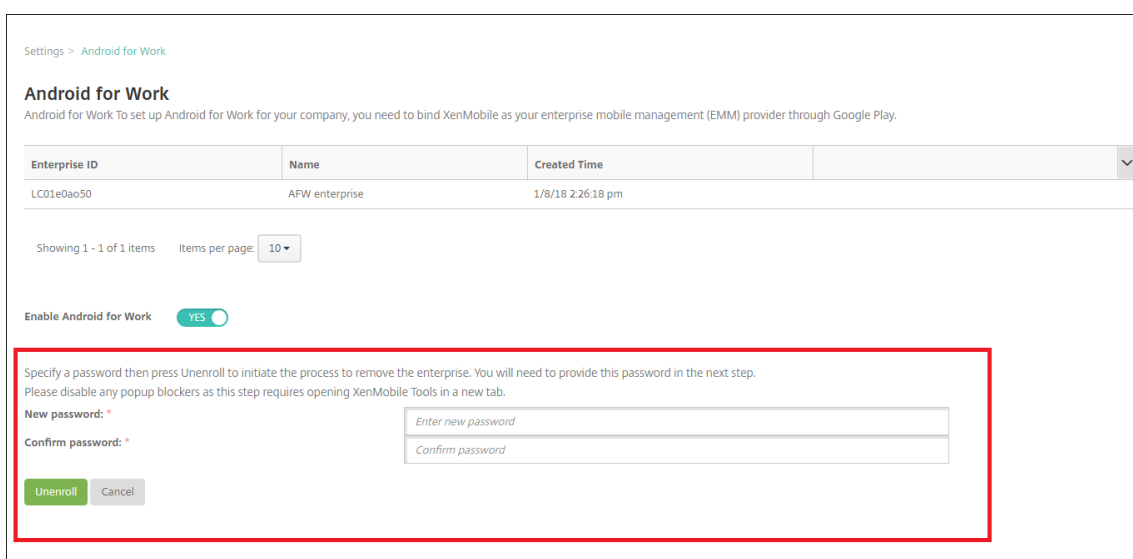 Settings > Android for Work
Android for Work
Android for Work To set up Android for Work for your company, you need to bind XenMobile as your enterprise mobile management (EMM) provider through Google Play.
Enterprise ID Name Created Time
LC01e0ao50 AFW enterprise 1/8/18 2:26:18 pm
Showing 1 - 1 of 1 items Items per page: 10
Enable Android for Work YES
Specify a password then press Unenroll to initiate the process to remove the enterprise. You will need to provide this password in the next step.
Please disable any popup blockers as this step requires opening XenMobile Tools in a new tab.
New password: * Enter new password
Confirm password: * Confirm password
Unenroll Cancel